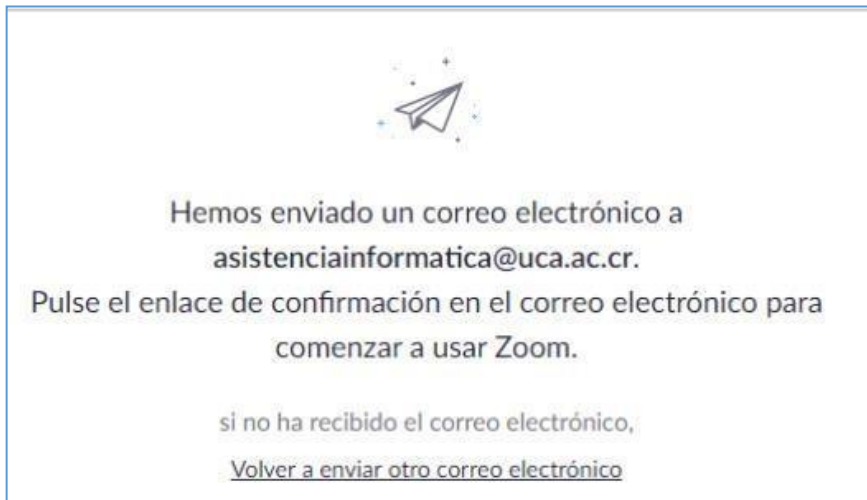 Hemos enviado un correo electrónico a
asistenciainformatica@uca.ac.cr.
Pulse el enlace de confirmación en el correo electrónico para
comenzar a usar Zoom.
si no ha recibido el correo electrónico,
Volver a enviar otro correo electrónico